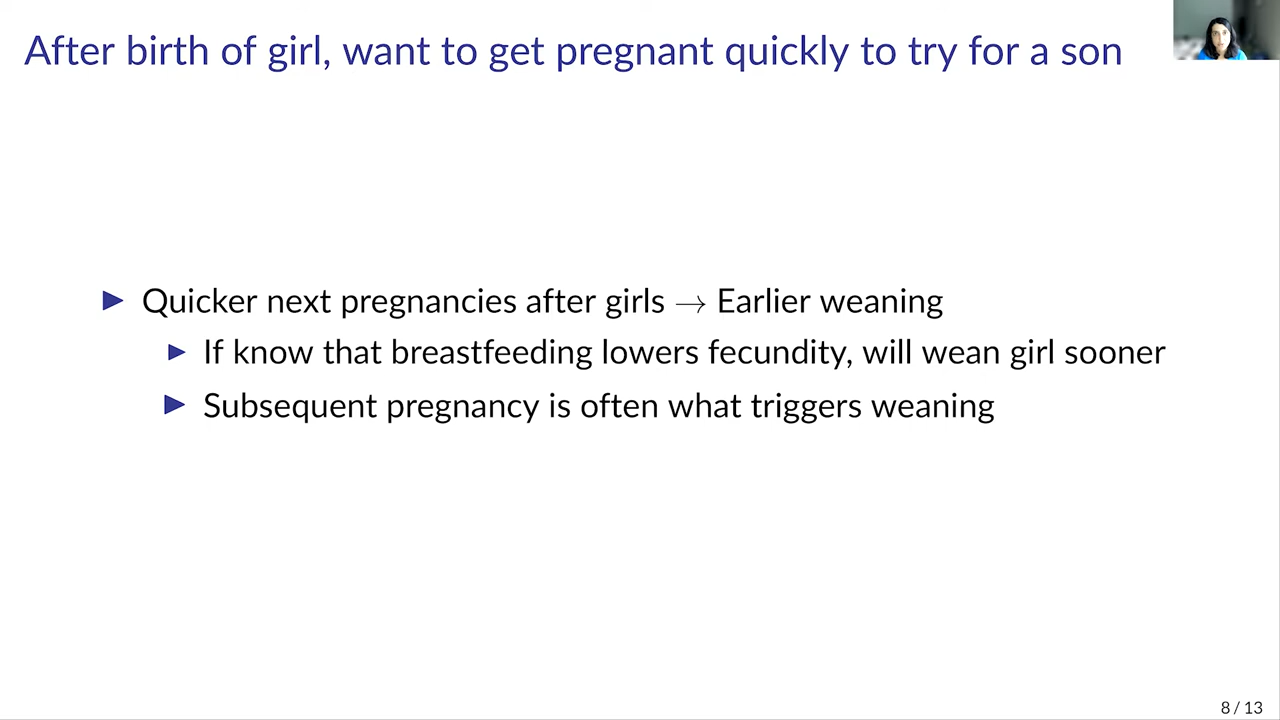 After birth of girl, want to get pregnant quickly to try for a son
▶ Quicker next pregnancies after girls → Earlier weaning
▶ If know that breastfeeding lowers fecundity, will wean girl sooner
▶ Subsequent pregnancy is often what triggers weaning
8 / 13